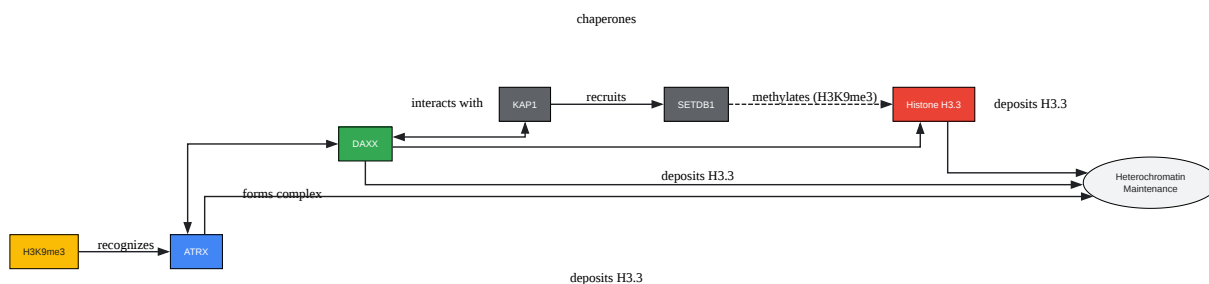 chaperones
interacts with
KAP1
recruits
SETDB1
methylates (H3K9me3)
Histone H3.3
deposits H3.3
DAXX
deposits H3.3
Heterochromatin
Maintenance
forms complex
H3K9me3
recognizes
ATRX
deposits H3.3